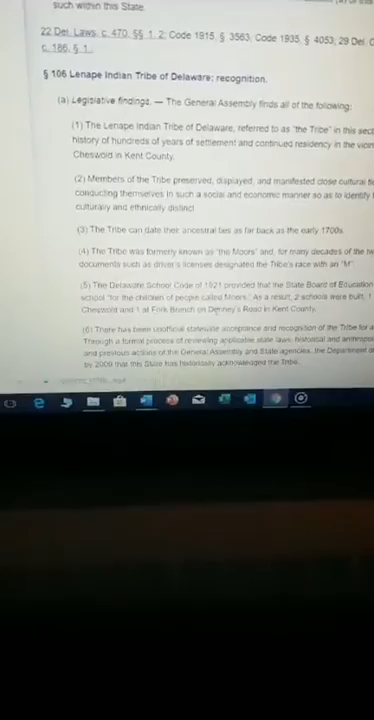 such within this State.
22 Del. Laws, c. 470, §§ 1, 2; Code 1915, § 3563; Code 1935, § 4053; 29 Del. C
c. 186, § 1.
§ 106 Lenape Indian Tribe of Delaware; recognition.
(a) Legislative findings. — The General Assembly finds all of the following:
(1) The Lenape Indian Tribe of Delaware, referred to as "the Tribe" in this sect
history of hundreds of years of settlement and continued residency in the vicin
Cheswold in Kent County.
(2) Members of the Tribe preserved, displayed, and manifested close cultural tie
conducting themselves in such a social and economic manner so as to identify t
culturally and ethnically distinct
(3) The Tribe can date their ancestral ties as far back as the early 1700s.
(4) The Tribe was formerly known as "the Moors" and, for many decades of the tw
documents such as driver's licenses designated the Tribe's race with an "M".
(5) The Delaware School Code of 1921 provided that the State Board of Education
school "for the children of people called Moors." As a result, 2 schools were built, 1
Cheswold and 1 at Fork Branch on Denney's Road in Kent County.
(6) There has been unofficial statewide acceptance and recognition of the Tribe for a
Through a formal process of reviewing applicable state laws, historical and anthropo
and previous actions of the General Assembly and State agencies, the Department of
by 2009 that this State has historically acknowledged the Tribe.